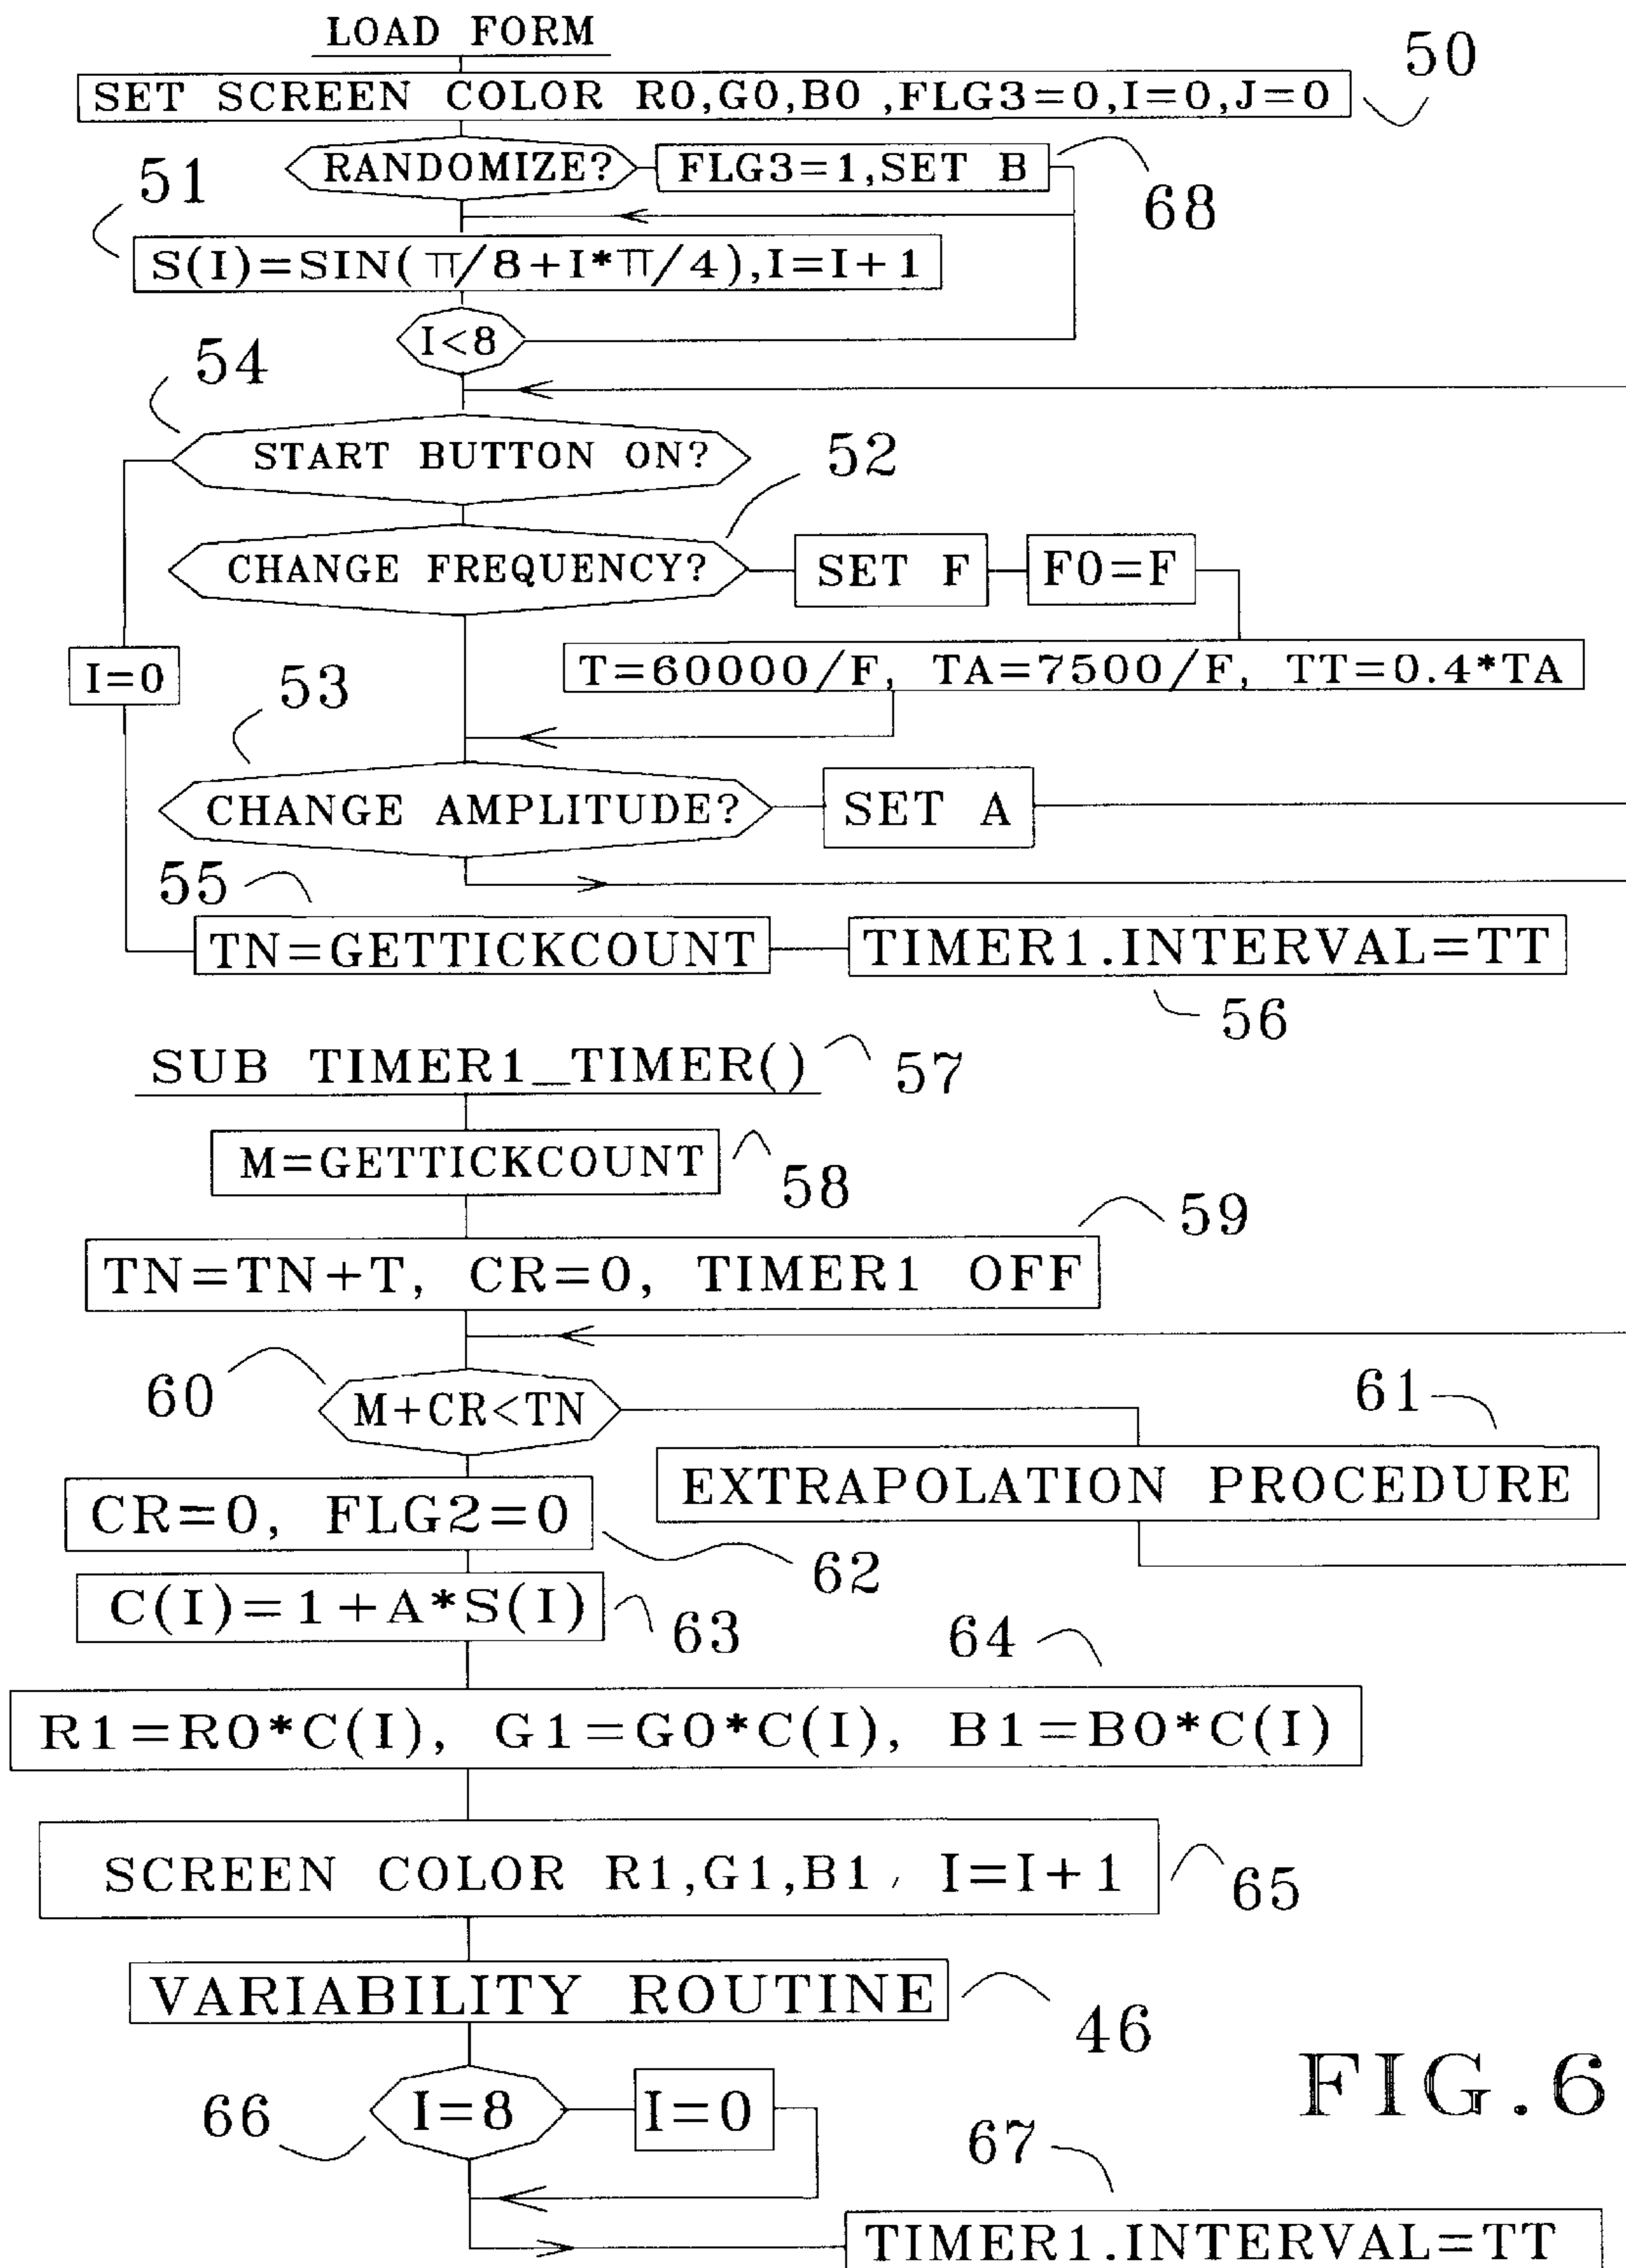 LOAD FORM
50
SET SCREEN COLOR R0,G0,B0 ,FLG3=0,I=0,J=0
51
RANDOMIZE?
FLG3=1,SET B
68
S(I)=SIN(π/8+I*π/4),I=I+1
I<8
54
START BUTTON ON?
52
CHANGE FREQUENCY?
SET F
F0=F
I=0
T=60000/F, TA=7500/F, TT=0.4*TA
53
CHANGE AMPLITUDE?
SET A
55
TN=GETTICKCOUNT
TIMER1.INTERVAL=TT
56
SUB TIMER1_TIMER()
57
M=GETTICKCOUNT
58
59
TN=TN+T, CR=0, TIMER1 OFF
60
M+CR<TN
61
EXTRAPOLATION PROCEDURE
CR=0, FLG2=0
62
C(I)=1+A*S(I)
63
64
R1=R0*C(I), G1=G0*C(I), B1=B0*C(I)
SCREEN COLOR R1,G1,B1, I=I+1
65
VARIABILITY ROUTINE
46
66
I=8
I=0
FIG.6
67
TIMER1.INTERVAL=TT